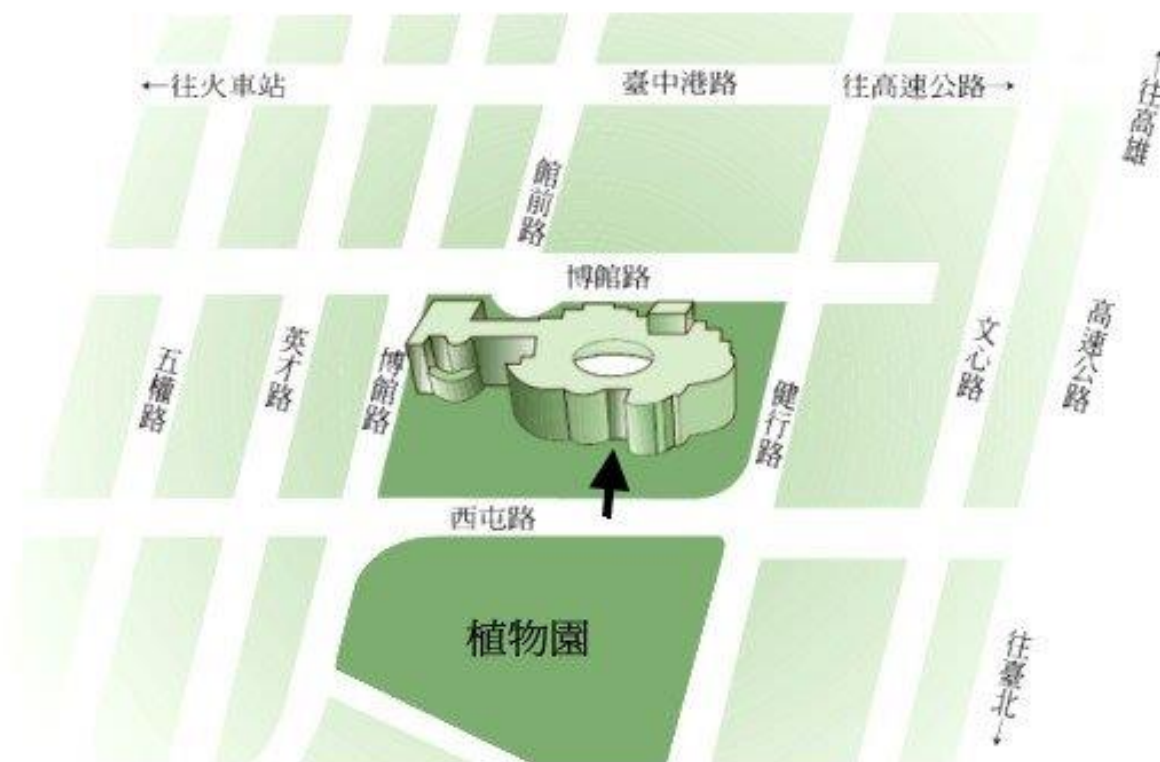 ←往火車站
臺中港路
往高速公路→
←往高雄
館前路
博館路
五權路
英才路
博館路
健行路
文心路
高速公路
西屯路
植物園
往臺北→